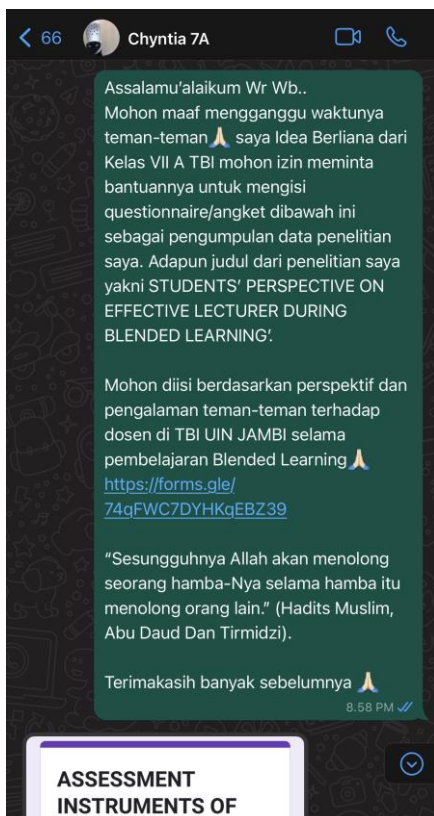 66 Chyntia 7A
Assalamu'alaikum Wr Wb..
Mohon maaf mengganggu waktunya
teman-teman🙏🏻 saya Idea Berliana dari
Kelas VII A TBI mohon izin meminta
bantuannya untuk mengisi
questionnaire/angket dibawah ini
sebagai pengumpulan data penelitian
saya. Adapun judul dari penelitian saya
yakni STUDENTS' PERSPECTIVE ON
EFFECTIVE LECTURER DURING
BLENDED LEARNING'.
Mohon diisi berdasarkan perspektif dan
pengalaman teman-teman terhadap
dosen di TBI UIN JAMBI selama
pembelajaran Blended Learning🙏🏻
https://forms.gle/
74qFWC7DYHKqEBZ39
“Sesungguhnya Allah akan menolong
seorang hamba-Nya selama hamba itu
menolong orang lain.” (Hadits Muslim,
Abu Daud Dan Tirmidzi).
Terimakasih banyak sebelumnya 🙏🏻
8.58 PM
ASSESSMENT
INSTRUMENTS OF